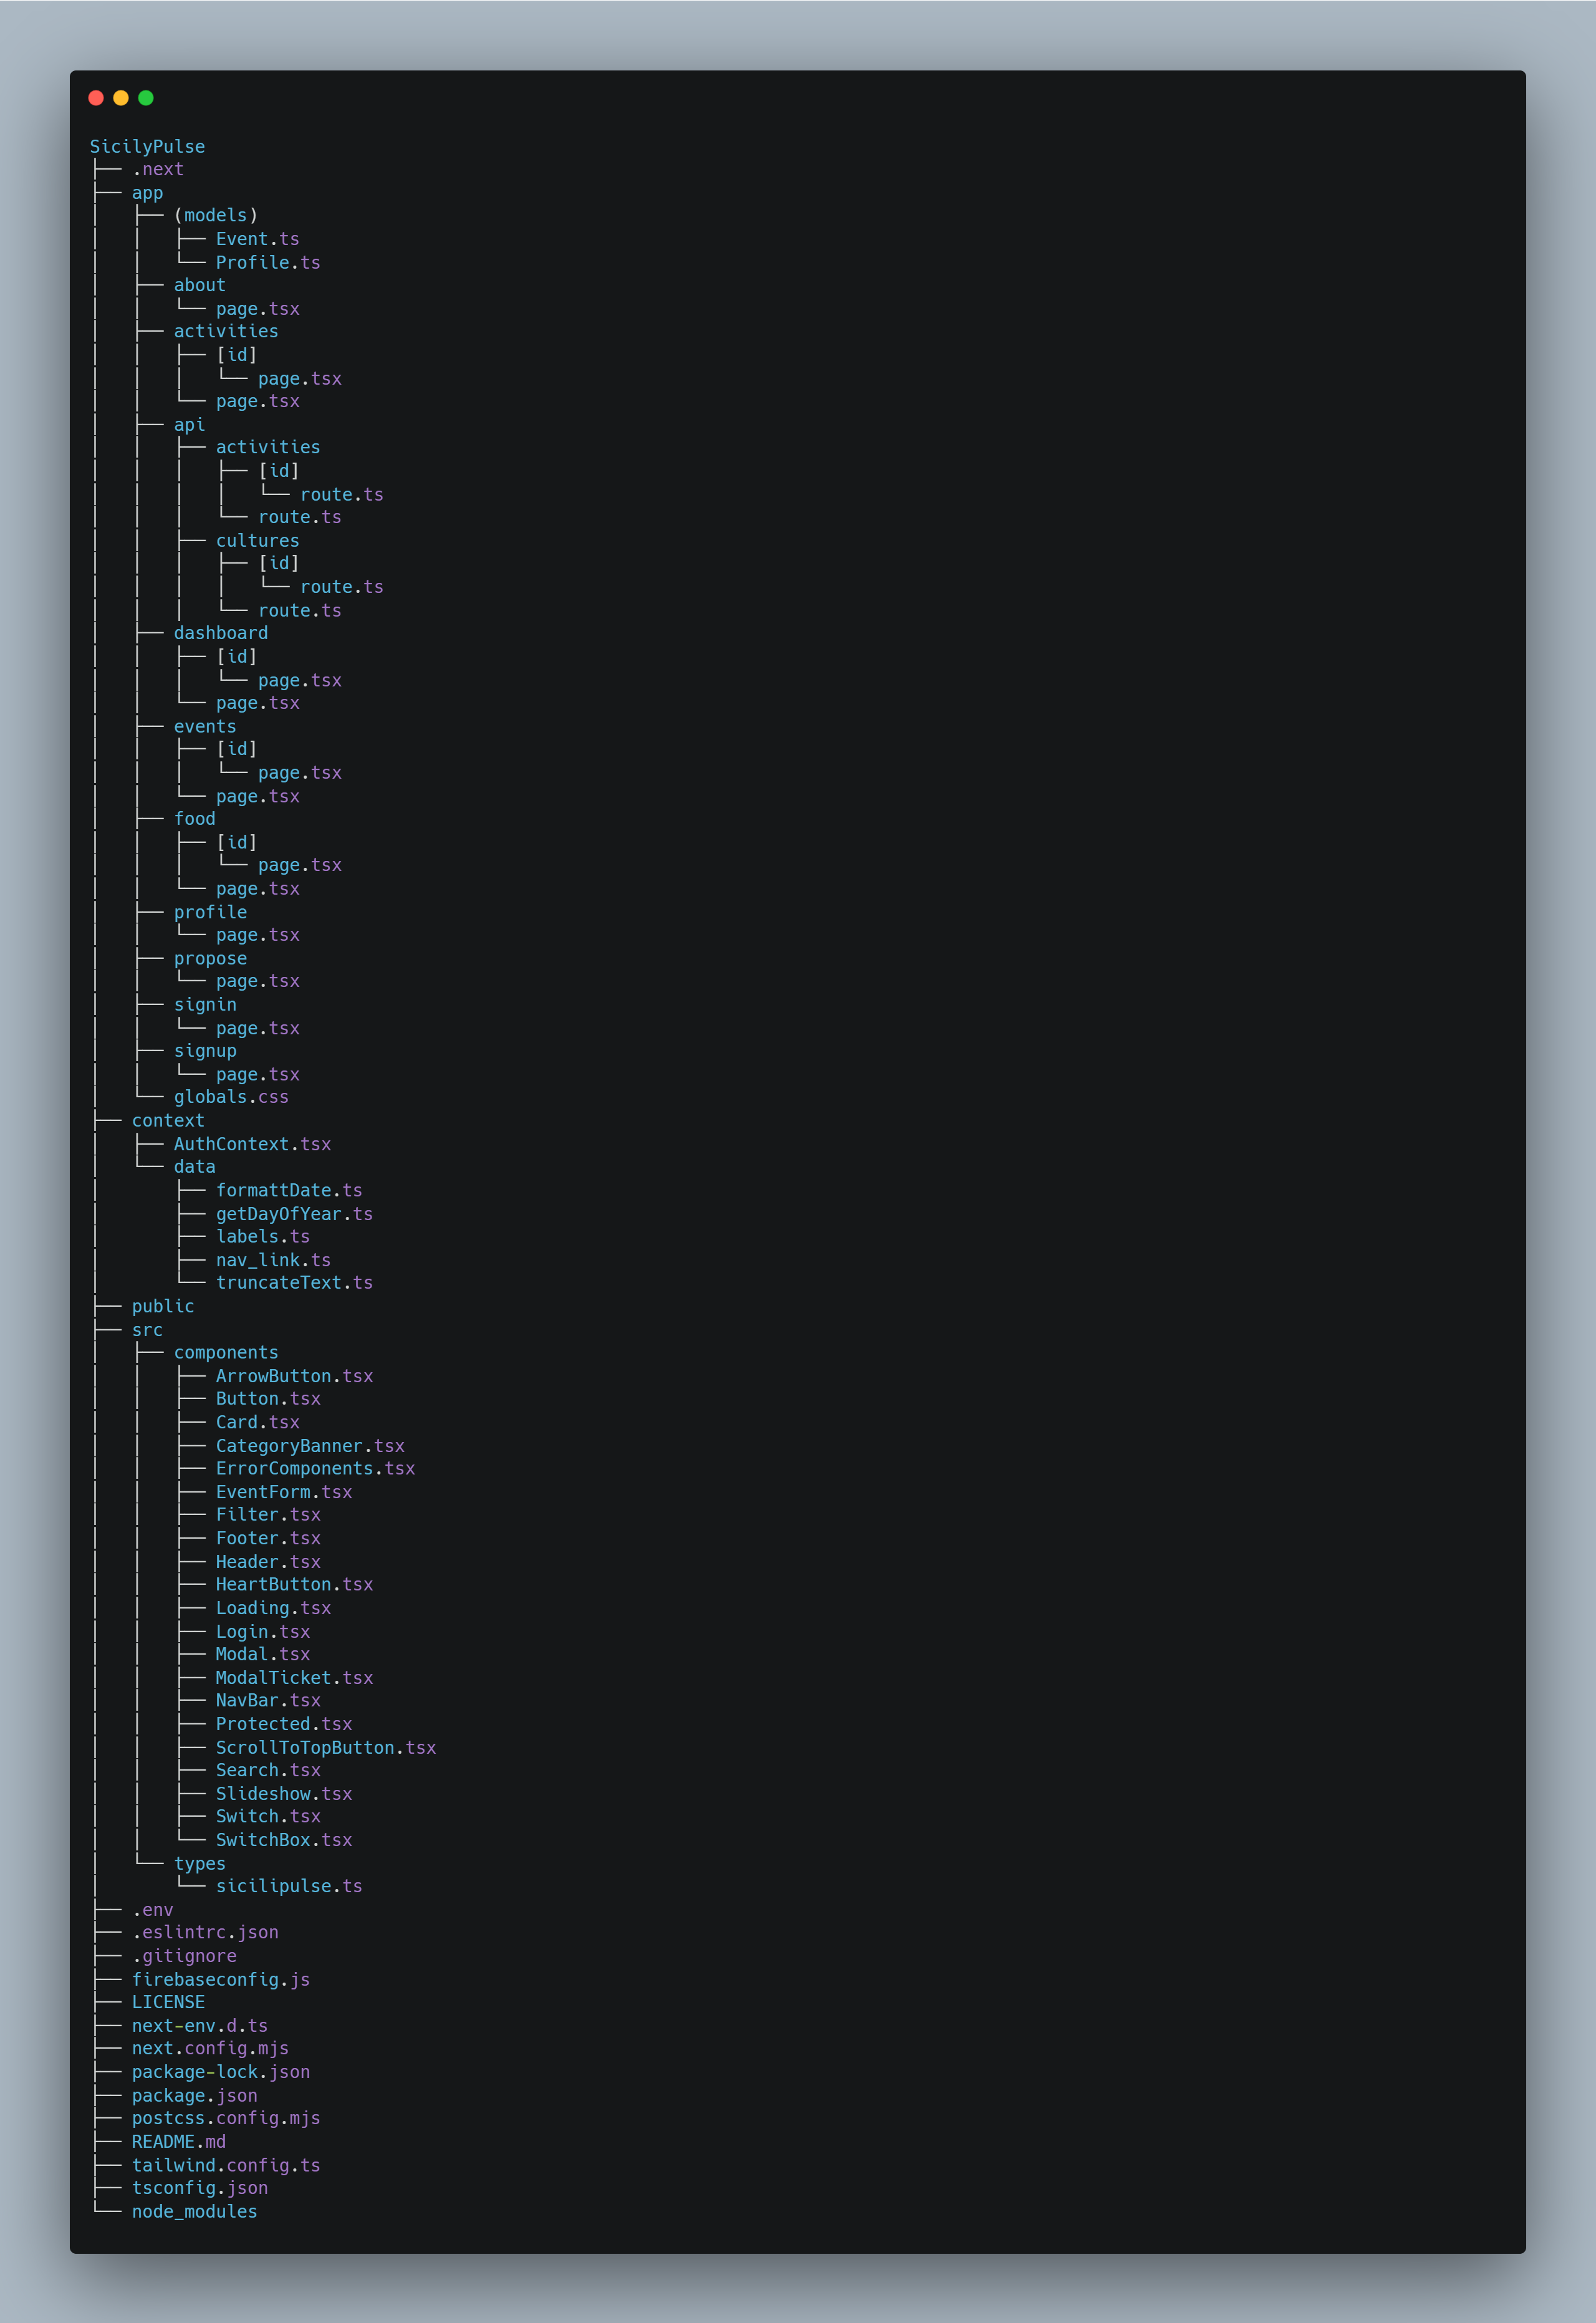 SicilyPulse
├── .next
├── app
│   ├── (models)
│   │   ├── Event.ts
│   │   └── Profile.ts
│   ├── about
│   │   └── page.tsx
│   ├── activities
│   │   ├── [id]
│   │   │   └── page.tsx
│   │   └── page.tsx
│   ├── api
│   │   ├── activities
│   │   │   ├── [id]
│   │   │   │   └── route.ts
│   │   │   └── route.ts
│   │   ├── cultures
│   │   │   ├── [id]
│   │   │   │   └── route.ts
│   │   │   └── route.ts
│   ├── dashboard
│   │   ├── [id]
│   │   │   └── page.tsx
│   │   └── page.tsx
│   ├── events
│   │   ├── [id]
│   │   │   └── page.tsx
│   │   └── page.tsx
│   ├── food
│   │   ├── [id]
│   │   │   └── page.tsx
│   │   └── page.tsx
│   ├── profile
│   │   └── page.tsx
│   ├── propose
│   │   └── page.tsx
│   ├── signin
│   │   └── page.tsx
│   ├── signup
│   │   └── page.tsx
│   └── globals.css
├── context
│   ├── AuthContext.tsx
│   └── data
│       ├── formattDate.ts
│       ├── getDayOfYear.ts
│       ├── labels.ts
│       ├── nav_link.ts
│       └── truncateText.ts
├── public
├── src
│   ├── components
│   │   ├── ArrowButton.tsx
│   │   ├── Button.tsx
│   │   ├── Card.tsx
│   │   ├── CategoryBanner.tsx
│   │   ├── ErrorComponents.tsx
│   │   ├── EventForm.tsx
│   │   ├── Filter.tsx
│   │   ├── Footer.tsx
│   │   ├── Header.tsx
│   │   ├── HeartButton.tsx
│   │   ├── Loading.tsx
│   │   ├── Login.tsx
│   │   ├── Modal.tsx
│   │   ├── ModalTicket.tsx
│   │   ├── NavBar.tsx
│   │   ├── Protected.tsx
│   │   ├── ScrollToTopButton.tsx
│   │   ├── Search.tsx
│   │   ├── Slideshow.tsx
│   │   ├── Switch.tsx
│   │   └── SwitchBox.tsx
│   └── types
│       └── sicilipulse.ts
├── .env
├── .eslintrc.json
├── .gitignore
├── firebaseconfig.js
├── LICENSE
├── next-env.d.ts
├── next.config.mjs
├── package-lock.json
├── package.json
├── postcss.config.mjs
├── README.md
├── tailwind.config.ts
├── tsconfig.json
└── node_modules